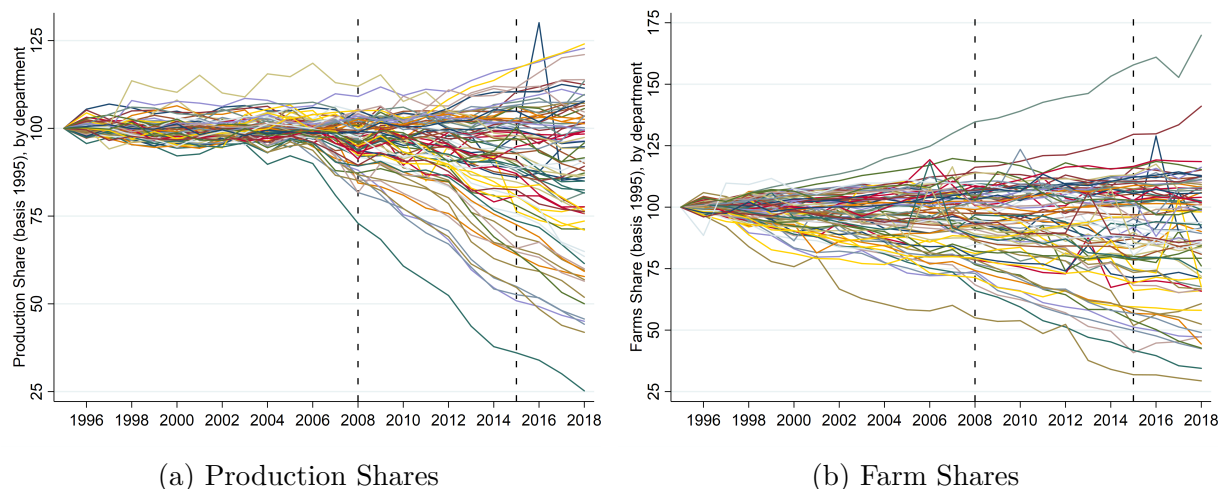 Production Share (basis 1995), by department
125
100
75
50
25
1996 1998 2000 2002 2004 2006 2008 2010 2012 2014 2016 2018
(a) Production Shares
Farms Share (basis 1995), by department
175
150
125
100
75
50
25
1996 1998 2000 2002 2004 2006 2008 2010 2012 2014 2016 2018
(b) Farm Shares